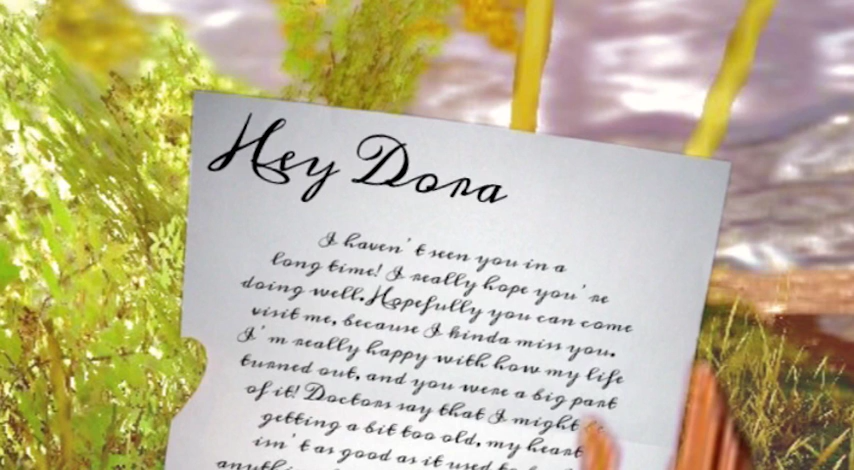 Hey Dora
I haven't seen you in a
long time! I really hope you're
doing well. Hopefully you can come
visit me, because I kinda miss you.
I'm really happy with how my life
turned out, and you were a big part
of it! Doctors say that I might
getting a bit too old, my heart
isn't as good as it used to